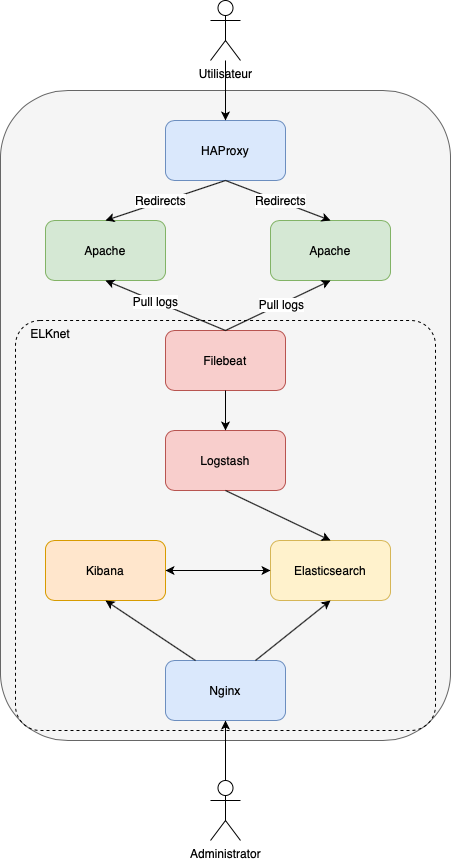 Utilisateur
HAProxy
Redirects
Redirects
Apache
Apache
Pull logs
Pull logs
ELKnet
Filebeat
Logstash
Kibana
Elasticsearch
Nginx
Administrator